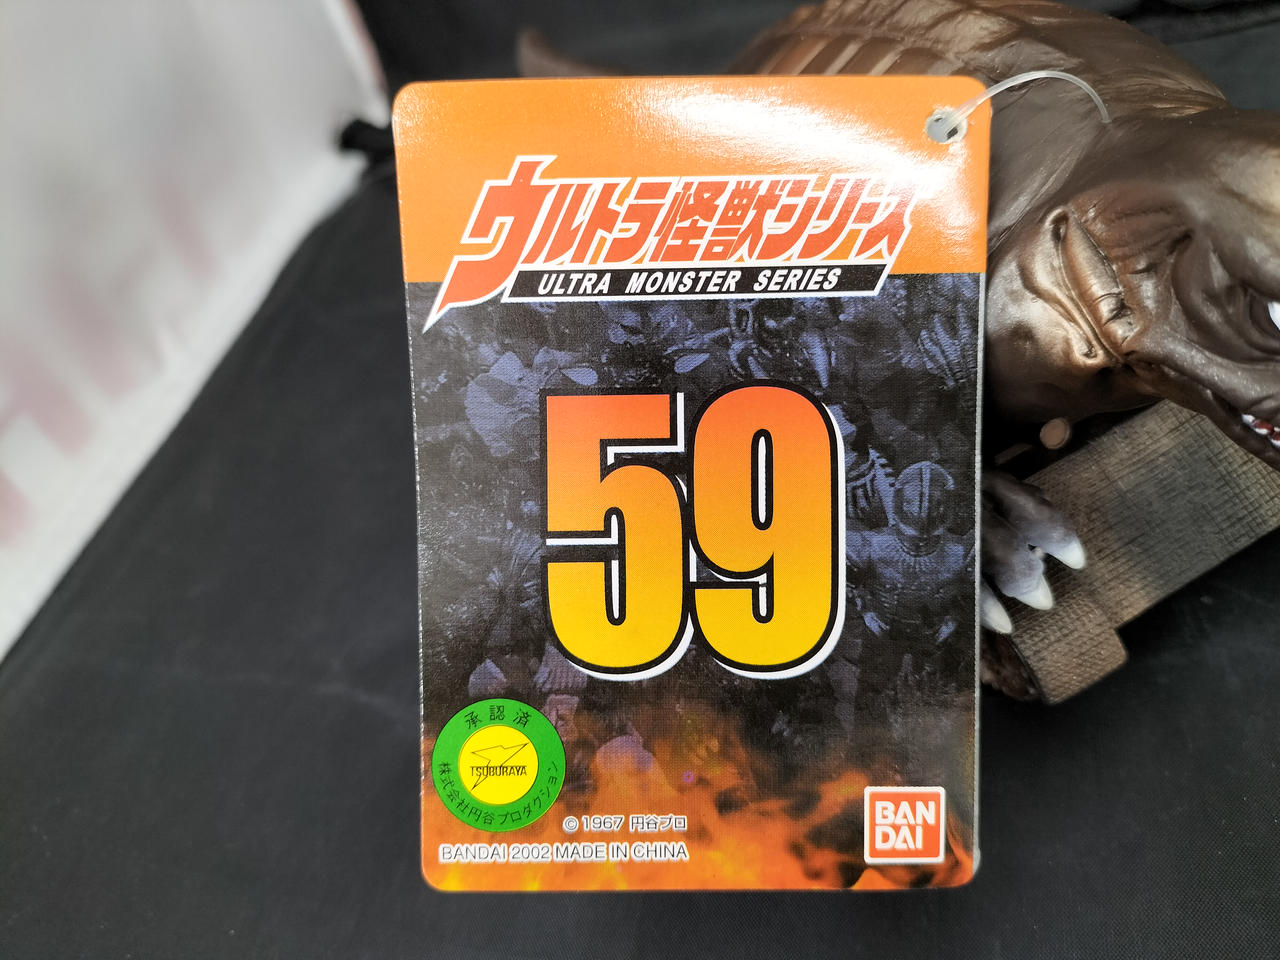 ウルトラ怪獣シリーズ
ULTRA MONSTER SERIES
59
承認済
TSUBURAYA
株式会社円谷プロダクション
© 1967 円谷プロ
BANDAI 2002 MADE IN CHINA
BAN
DAI